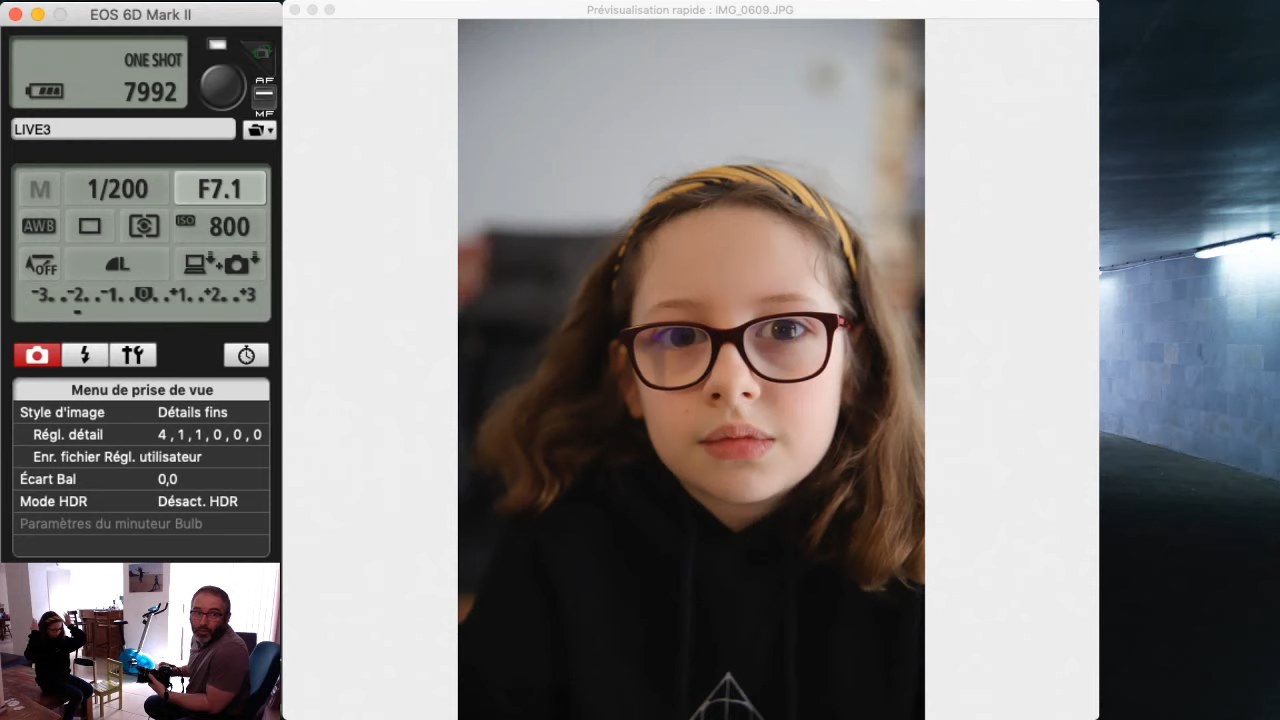 EOS 6D Mark II
Prévisualisation rapide : IMG_0609.JPG
ONE SHOT
7992
AF
MF
LIVE3
M 1/200 F7.1
AWB ISO 800
OFF L
-3. .-2. .-1. .0. .+1. .+2. .+3
Menu de prise de vue
Style d'image Détails fins
Régl. détail 4 , 1 , 1 , 0 , 0 , 0
Enr. fichier Régl. utilisateur
Écart Bal 0,0
Mode HDR Désact. HDR
Paramètres du minuteur Bulb